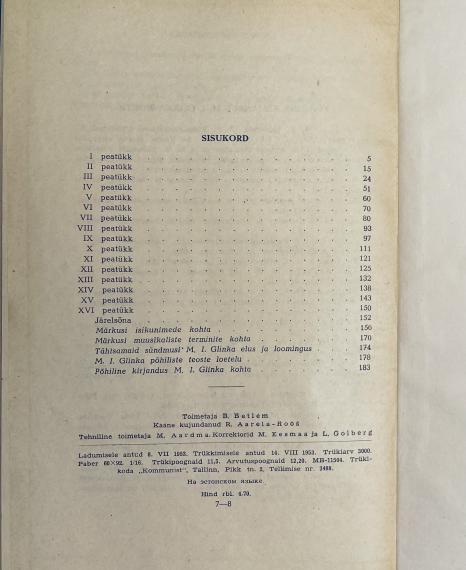 SISUKORD
I peatükk . . . . . . . . . . . . . . . 5
II peatükk . . . . . . . . . . . . . . . 15
III peatükk . . . . . . . . . . . . . . . 24
IV peatükk . . . . . . . . . . . . . . . 51
V peatükk . . . . . . . . . . . . . . . 60
VI peatükk . . . . . . . . . . . . . . . 70
VII peatükk . . . . . . . . . . . . . . . 80
VIII peatükk . . . . . . . . . . . . . . . 93
IX peatükk . . . . . . . . . . . . . . . 97
X peatükk . . . . . . . . . . . . . . . 111
XI peatükk . . . . . . . . . . . . . . . 121
XII peatükk . . . . . . . . . . . . . . . 125
XIII peatükk . . . . . . . . . . . . . . . 132
XIV peatükk . . . . . . . . . . . . . . . 138
XV peatükk . . . . . . . . . . . . . . . 143
XVI peatükk . . . . . . . . . . . . . . . 150
Järelsõna . . . . . . . . . . . . . . . 152
Märkusi isikunimede kohta . . . . . . . . . . 156
Märkusi muusikaliste terminite kohta . . . . . . . 170
Tähtsamaid sündmusi M. I. Glinka elus ja loomingus . . . 174
M. I. Glinka põhiliste teoste loetelu . . . . . . . . 178
Põhiline kirjandus M. I. Glinka kohta . . . . . . . 183
Toimetaja B. Betlem
Kaane kujundanud R. Aarela-Roos
Tehniline toimetaja M. Aardma. Korrektorid M. Eesmaa ja L. Golberg
Ladumisele antud 8. VII 1953. Trükkimisele antud 14. VIII 1953. Trükiarv 3000.
Paber 60×92. 1/16. Trükipoognaid 11,5. Arvutuspoognaid 12,20. MB-11504. Trüki-
koda „Kommunist", Tallinn, Pikk tn. 2, Tellimise nr. 2488.
На эстонском языке
Hind rbl. 4.70.
7—8